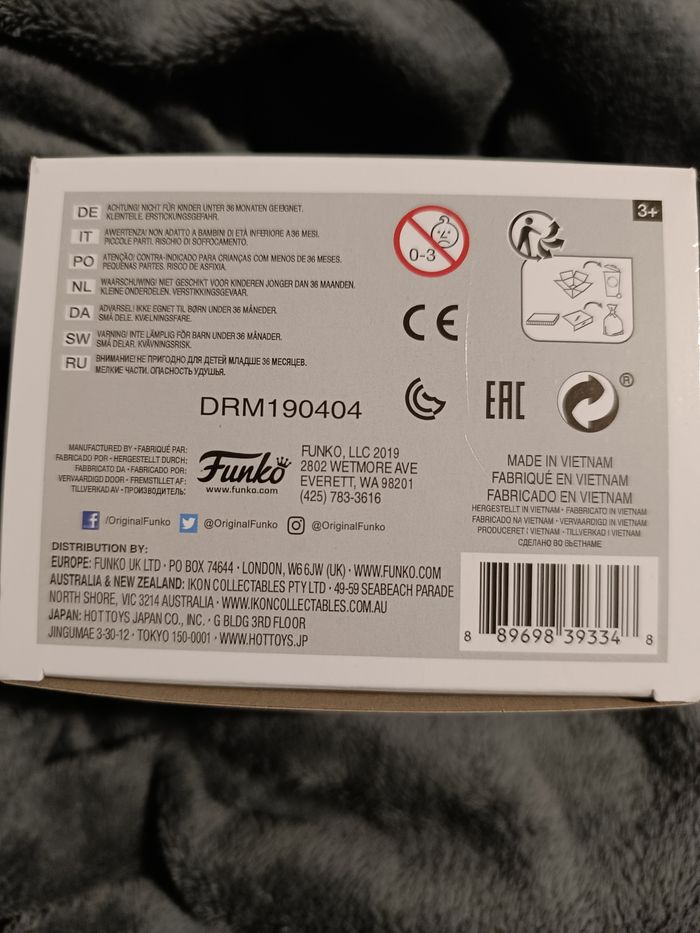 DE ACHTUNG! NICHT FÜR KINDER UNTER 36 MONATEN GEEIGNET.
KLEINTEILE. ERSTICKUNGSGEFAHR.
IT AWERTENZA! NON ADATTO A BAMBINI DI ETÀ INFERIORE A 36 MESI.
PICCOLE PARTI. RISCHIO DI SOFFOCAMENTO.
PO ATENÇÃO! CONTRA-INDICADO PARA CRIANÇAS COM MENOS DE 36 MESES.
PEQUENAS PARTES. RISCO DE ASFIXIA.
NL WAARSCHUWING! NIET GESCHIKT VOOR KINDEREN JONGER DAN 36 MAANDEN.
KLEINE ONDERDELEN. VERSTIKKINGSGEVAAR.
DA ADVARSEL! IKKE EGNET TIL BØRN UNDER 36 MÅNEDER.
SMÅ DELE. KVÆLNINGSFARE.
SW VARNING! INTE LÄMPLIG FÖR BARN UNDER 36 MÅNADER.
SMÅ DELAR. KVÄVNINGSRISK.
RU ВНИМАНИЕ! НЕ ПРИГОДНО ДЛЯ ДЕТЕЙ МЛАДШЕ 36 МЕСЯЦЕВ.
МЕЛКИЕ ЧАСТИ. ОПАСНОСТЬ УДУШЬЯ.
0-3
3+
CE
DRM190404
EAC
®
MANUFACTURED BY • FABRIQUÉ PAR:
FABRICADO POR • HERGESTELLT DURCH:
FABBRICATO DA • FABRICADO POR:
VERVAARDIGD DOOR • FREMSTILLET AF:
TILLVERKAD AV • ПРОИЗВОДИТЕЛЬ:
Funko
www.funko.com
FUNKO, LLC 2019
2802 WETMORE AVE
EVERETT, WA 98201
(425) 783-3616
MADE IN VIETNAM
FABRIQUÉ EN VIETNAM
FABRICADO EN VIETNAM
HERGESTELLT IN VIETNAM • FABBRICATO IN VIETNAM
FABRICADO NA VIETNAM • VERVAARDIGD IN VIETNAM
PRODUCERET I VIETNAM • TILLVERKAD I VIETNAM
СДЕЛАНО ВО ВЬЕТНАМЕ
f /OriginalFunko @OriginalFunko @OriginalFunko
DISTRIBUTION BY:
EUROPE: FUNKO UK LTD • PO BOX 74644 • LONDON, W6 6JW (UK) • WWW.FUNKO.COM
AUSTRALIA & NEW ZEALAND: IKON COLLECTABLES PTY LTD • 49-59 SEABEACH PARADE
NORTH SHORE, VIC 3214 AUSTRALIA • WWW.IKONCOLLECTABLES.COM.AU
JAPAN: HOT TOYS JAPAN CO., INC. • G BLDG 3RD FLOOR
JINGUMAE 3-30-12 • TOKYO 150-0001 • WWW.HOTTOYS.JP
8 89698 39334 8